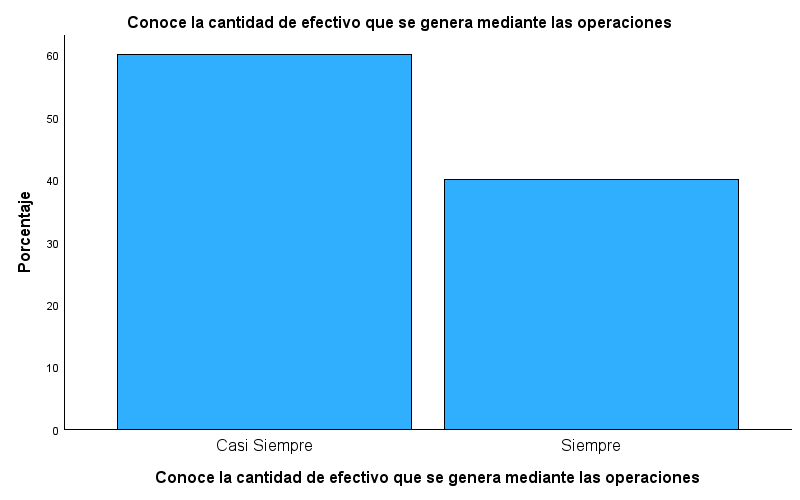 Conoce la cantidad de efectivo que se genera mediante las operaciones
Porcentaje
60
50
40
30
20
10
0
Casi Siempre
Siempre
Conoce la cantidad de efectivo que se genera mediante las operaciones